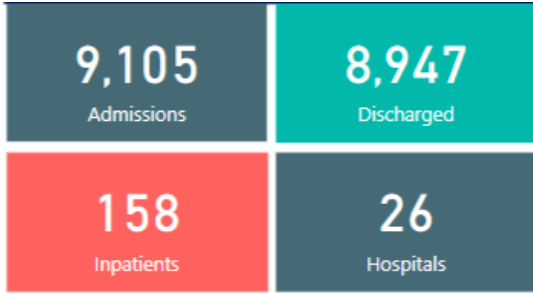 9,105
Admissions
8,947
Discharged
158
Inpatients
26
Hospitals